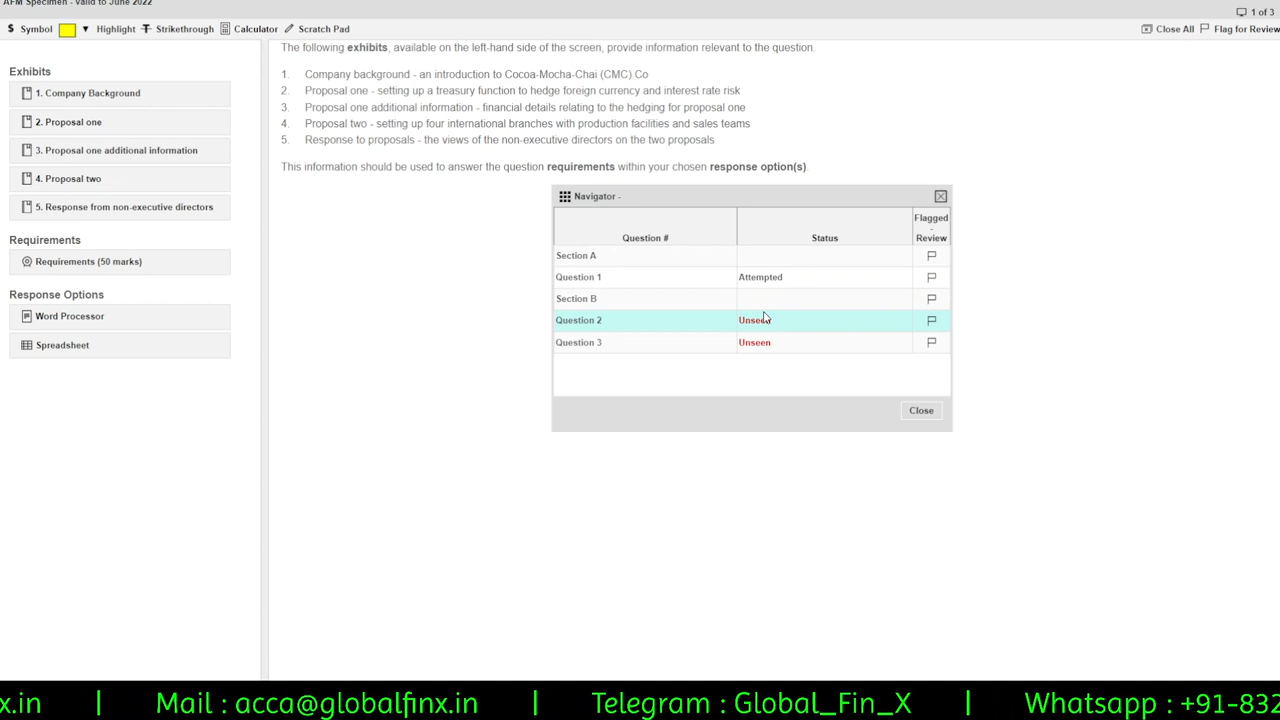 AFM Specimen - Valid to June 2022
1 of 3
$ Symbol Highlight Strikethrough Calculator Scratch Pad Close All Flag for Review
The following exhibits, available on the left-hand side of the screen, provide information relevant to the question.
Exhibits
1. Company Background
2. Proposal one
3. Proposal one additional information
4. Proposal two
5. Response from non-executive directors
Requirements
Requirements (50 marks)
Response Options
Word Processor
Spreadsheet
1. Company background - an introduction to Cocoa-Mocha-Chai (CMC) Co
2. Proposal one - setting up a treasury function to hedge foreign currency and interest rate risk
3. Proposal one additional information - financial details relating to the hedging for proposal one
4. Proposal two - setting up four international branches with production facilities and sales teams
5. Response to proposals - the views of the non-executive directors on the two proposals
This information should be used to answer the question requirements within your chosen response option(s).
Navigator -
Question # Status Flagged - Review
Section A
Question 1 Attempted
Section B
Question 2 Unseen
Question 3 Unseen
Close
x.in | Mail : acca@globalfinx.in | Telegram : Global_Fin_X | Whatsapp : +91-832